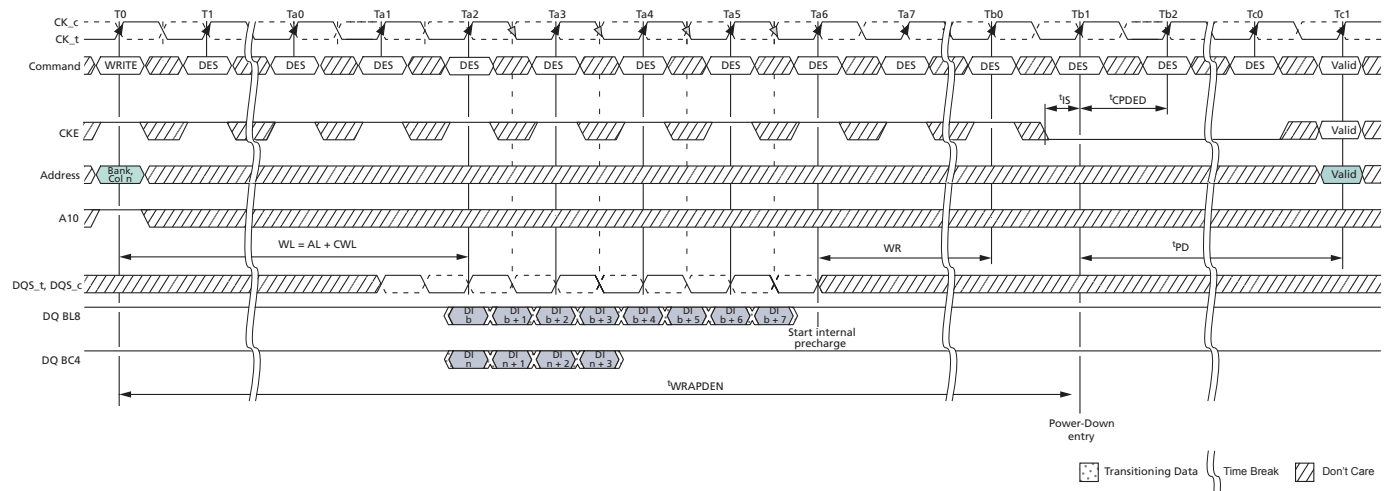 T0 T1 Ta0 Ta1 Ta2 Ta3 Ta4 Ta5 Ta6 Ta7 Tb0 Tb1 Tb2 Tc0 Tc1
CK_c
CK_t
Command WRITE DES DES DES DES DES DES DES DES DES DES DES DES DES Valid
tIS tCPDED
CKE Valid
Address Bank, Col n Valid
A10
WL = AL + CWL WR tPD
DQS_t, DQS_c
DQ BL8 DI b DI b + 1 DI b + 2 DI b + 3 DI b + 4 DI b + 5 DI b + 6 DI b + 7
Start internal
precharge
DQ BC4 DI n DI n + 1 DI n + 2 DI n + 3
tWRAPDEN
Power-Down
entry
Transitioning Data Time Break Don't Care